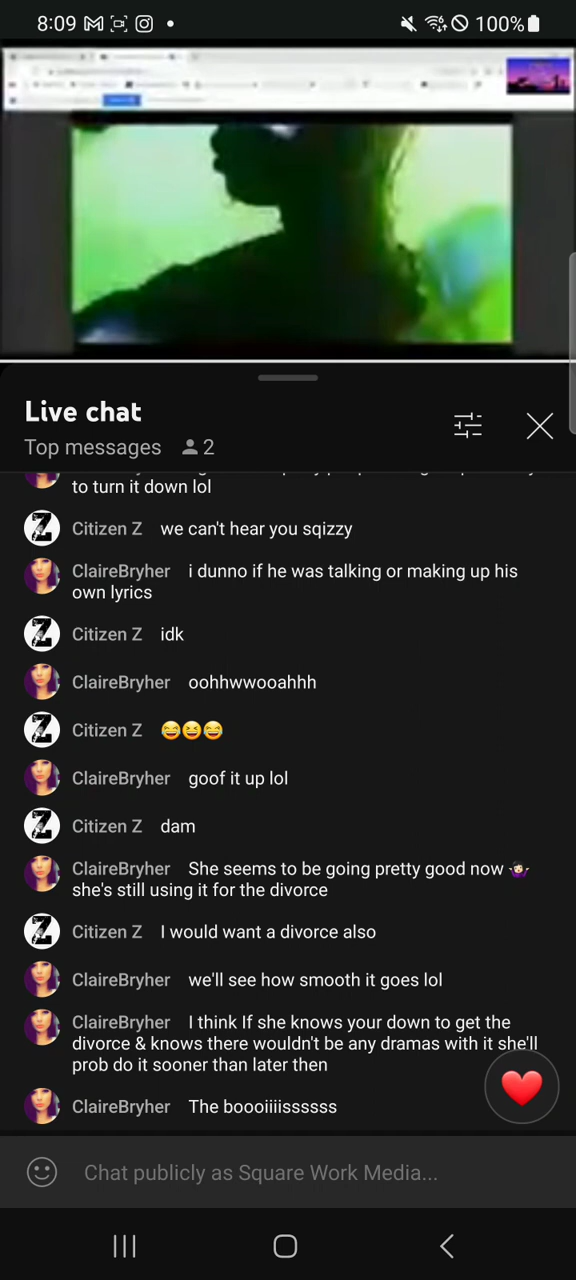 8:09
100%
Live chat
Top messages 2
to turn it down lol
Citizen Z we can't hear you sqizzy
ClaireBryher i dunno if he was talking or making up his
own lyrics
Citizen Z idk
ClaireBryher oohhwwooahhh
Citizen Z 😂😆😂
ClaireBryher goof it up lol
Citizen Z dam
ClaireBryher She seems to be going pretty good now 🤷🏻‍♀️
she's still using it for the divorce
Citizen Z I would want a divorce also
ClaireBryher we'll see how smooth it goes lol
ClaireBryher I think If she knows your down to get the
divorce & knows there wouldn't be any dramas with it she'll
prob do it sooner than later then
ClaireBryher The boooiiiissssss
Chat publicly as Square Work Media...